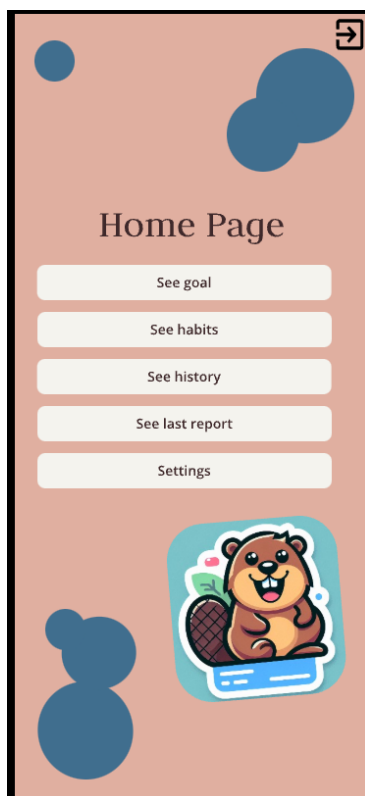 Home Page
See goal
See habits
See history
See last report
Settings